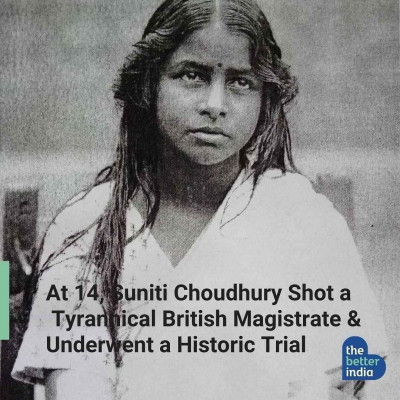 At 14, Suniti Choudhury Shot a
Tyrannical British Magistrate &
Underwent a Historic Trial
the
better
india